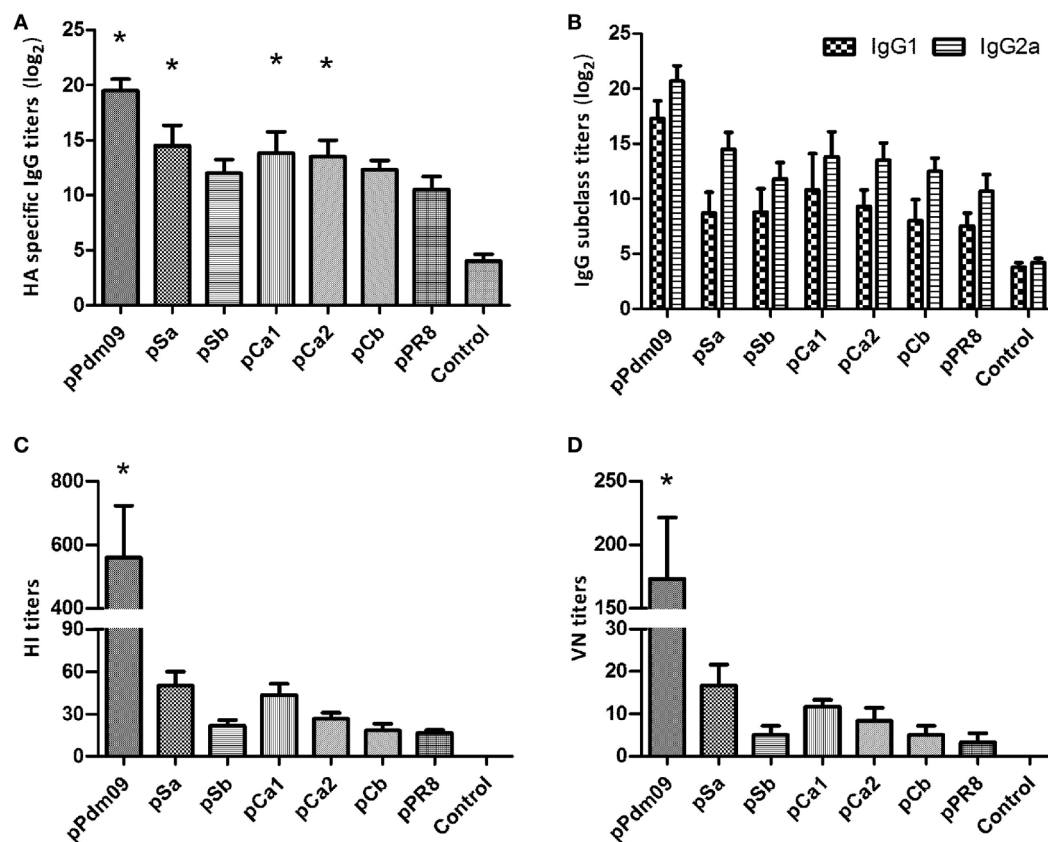 A
HA specific IgG titers (log2)
25
20
15
10
5
0
* * * *
pPdm09 pSa pSb pCa1 pCa2 pCb pPR8 Control
B
IgG subclass titers (log2)
25
20
15
10
5
0
IgG1 IgG2a
pPdm09 pSa pSb pCa1 pCa2 pCb pPR8 Control
C
HI titers
800
600
400
90
60
30
0
*
pPdm09 pSa pSb pCa1 pCa2 pCb pPR8 Control
D
VN titers
250
200
150
30
20
10
0
*
pPdm09 pSa pSb pCa1 pCa2 pCb pPR8 Control